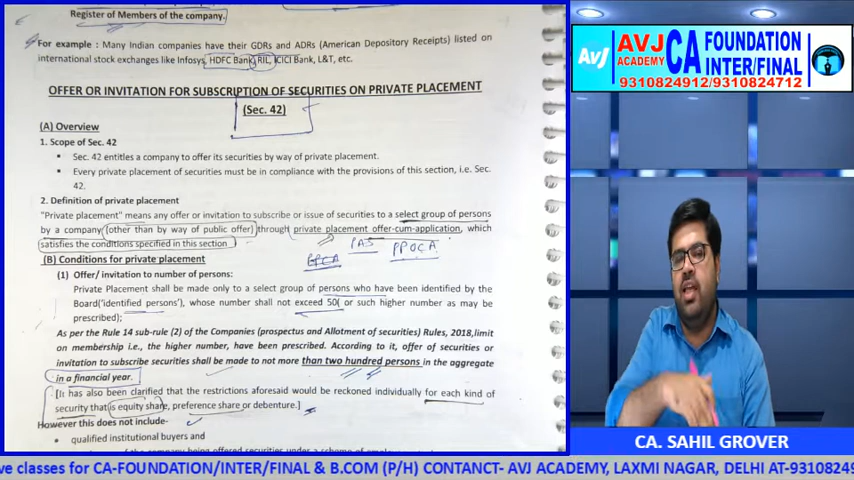 Register of Members of the company.
For example : Many Indian companies have their GDRs and ADRs (American Depository Receipts) listed on
international stock exchanges like Infosys, HDFC Bank, RIL, ICICI Bank, L&T, etc.
OFFER OR INVITATION FOR SUBSCRIPTION OF SECURITIES ON PRIVATE PLACEMENT
(Sec. 42)
(A) Overview
1. Scope of Sec. 42
▪ Sec. 42 entitles a company to offer its securities by way of private placement.
▪ Every private placement of securities must be in compliance with the provisions of this section, i.e. Sec.
42.
2. Definition of private placement
"Private placement" means any offer or invitation to subscribe or issue of securities to a select group of persons
by a company [other than by way of public offer] through private placement offer-cum-application, which
satisfies the conditions specified in this section
PAS PPOCA
(B) Conditions for private placement
(1) Offer/ invitation to number of persons:
Private Placement shall be made only to a select group of persons who have been identified by the
Board('identified persons'), whose number shall not exceed 50( or such higher number as may be
prescribed);
As per the Rule 14 sub-rule (2) of the Companies (prospectus and Allotment of securities) Rules, 2018, limit
on membership i.e., the higher number, have been prescribed. According to it, offer of securities or
invitation to subscribe securities shall be made to not more than two hundred persons in the aggregate
in a financial year.
[It has also been clarified that the restrictions aforesaid would be reckoned individually for each kind of
security that is equity share, preference share or debenture.]
However this does not include-
• qualified institutional buyers and
AVJ
AVJ
ACADEMY
CA
FOUNDATION
INTER/FINAL
9310824912/9310824712
CA. SAHIL GROVER
ve classes for CA-FOUNDATION/INTER/FINAL & B.COM (P/H) CONTANCT- AVJ ACADEMY, LAXMI NAGAR, DELHI AT-9310824